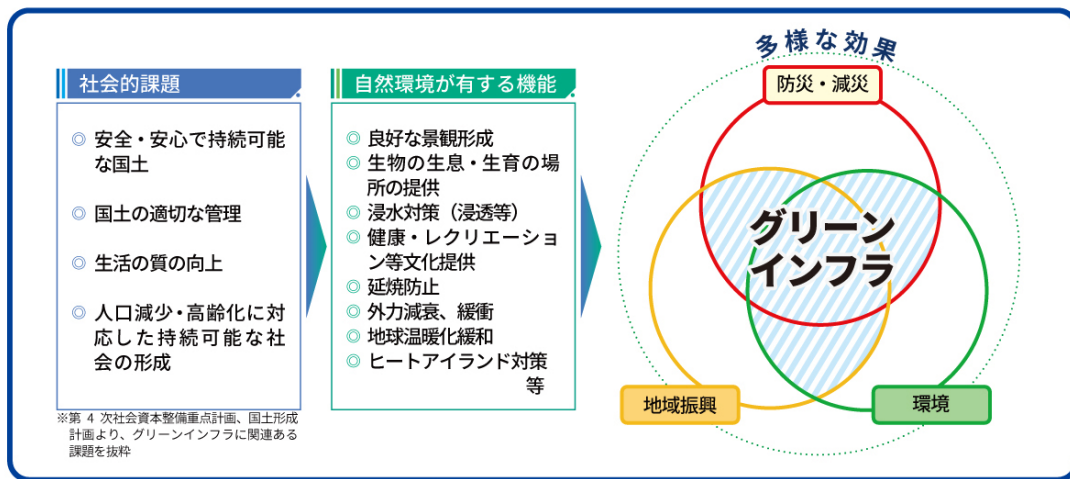 社会的課題
◎ 安全・安心で持続可能
な国土
◎ 国土の適切な管理
◎ 生活の質の向上
◎ 人口減少・高齢化に対
応した持続可能な社
会の形成
※第 4 次社会資本整備重点計画、国土形成
計画より、グリーンインフラに関連ある
課題を抜粋
自然環境が有する機能
◎ 良好な景観形成
◎ 生物の生息・生育の場
所の提供
◎ 浸水対策（浸透等）
◎ 健康・レクリエーショ
ン等文化提供
◎ 延焼防止
◎ 外力減衰、緩衝
◎ 地球温暖化緩和
◎ ヒートアイランド対策
等
多様な効果
防災・減災
グリーン
インフラ
地域振興
環境